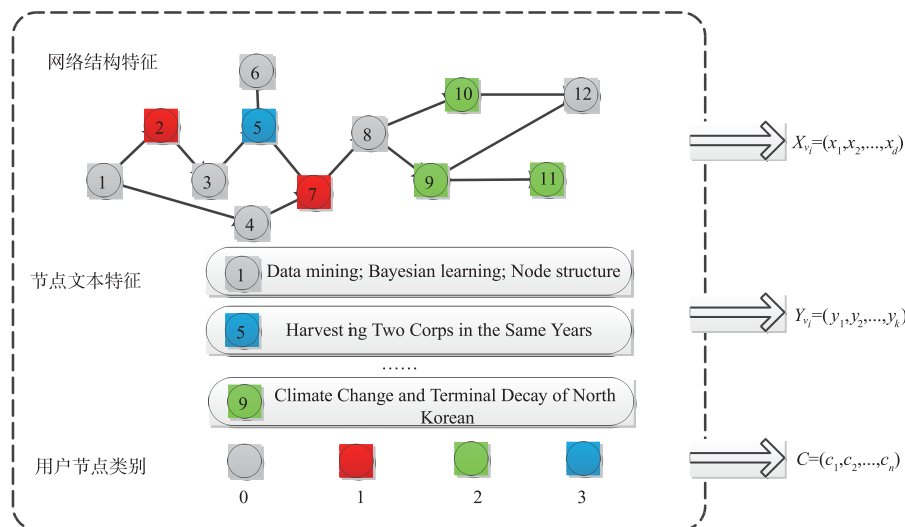 网络结构特征
6
10
12
2
5
8
1
3
7
9
11
4
X_{v_i}=(x_1,x_2,...,x_d)
节点文本特征
1 Data mining; Bayesian learning; Node structure
5 Harvesting Two Corps in the Same Years
Y_{v_i}=(y_1,y_2,...,y_k)
......
9 Climate Change and Terminal Decay of North
Korean
用户节点类别
C=(c_1,c_2,...,c_n)
0 1 2 3